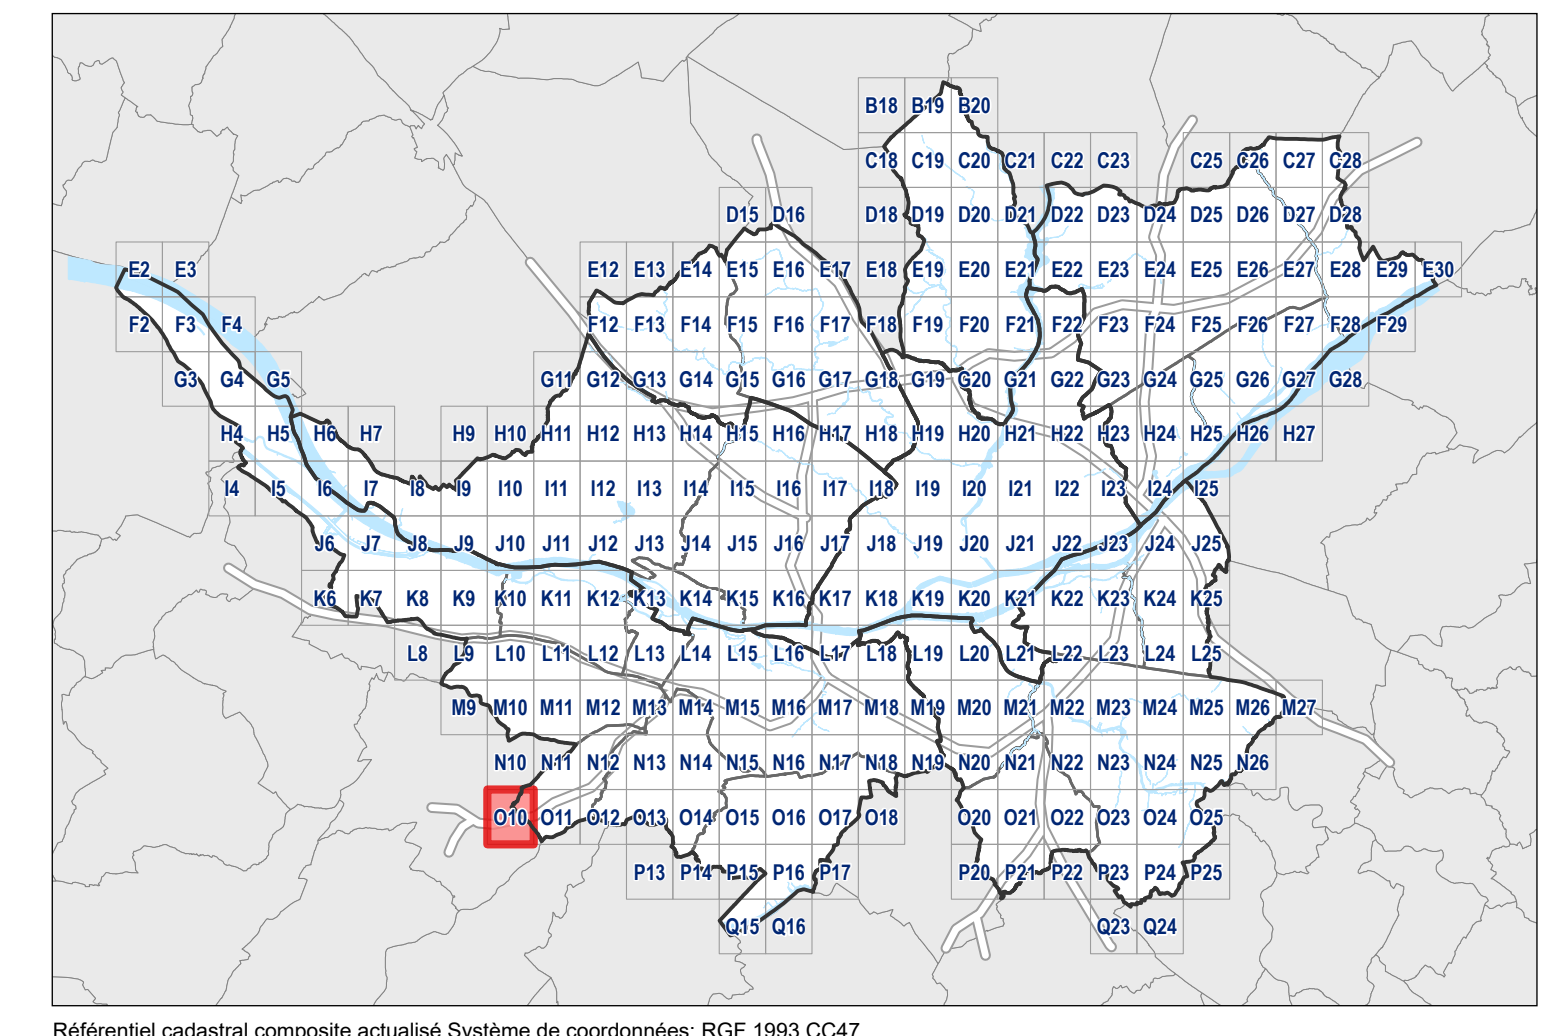 B18 B19 B20
C18 C19 C20 C21 C22 C23 C25 C26 C27 C28
D15 D16 D18 D19 D20 D21 D22 D23 D24 D25 D26 D27 D28
E2 E3 E12 E13 E14 E15 E16 E17 E18 E19 E20 E21 E22 E23 E24 E25 E26 E27 E28 E29 E30
F2 F3 F4 F12 F13 F14 F15 F16 F17 F18 F19 F20 F21 F22 F23 F24 F25 F26 F27 F28 F29
G3 G4 G5 G11 G12 G13 G14 G15 G16 G17 G18 G19 G20 G21 G22 G23 G24 G25 G26 G27 G28
H4 H5 H6 H7 H9 H10 H11 H12 H13 H14 H15 H16 H17 H18 H19 H20 H21 H22 H23 H24 H25 H26 H27
I4 I5 I6 I7 I8 I9 I10 I11 I12 I13 I14 I15 I16 I17 I18 I19 I20 I21 I22 I23 I24 I25
J6 J7 J8 J9 J10 J11 J12 J13 J14 J15 J16 J17 J18 J19 J20 J21 J22 J23 J24 J25
K6 K7 K8 K9 K10 K11 K12 K13 K14 K15 K16 K17 K18 K19 K20 K21 K22 K23 K24 K25
L8 L9 L10 L11 L12 L13 L14 L15 L16 L17 L18 L19 L20 L21 L22 L23 L24 L25
M9 M10 M11 M12 M13 M14 M15 M16 M17 M18 M19 M20 M21 M22 M23 M24 M25 M26 M27
N10 N11 N12 N13 N14 N15 N16 N17 N18 N19 N20 N21 N22 N23 N24 N25 N26
O10 O11 O12 O13 O14 O15 O16 O17 O18 O20 O21 O22 O23 O24 O25
P13 P14 P15 P16 P17 P20 P21 P22 P23 P24 P25
Q15 Q16 Q23 Q24
Référentiel cadastral composite actualisé Système de coordonnées: RGF 1993 CC47